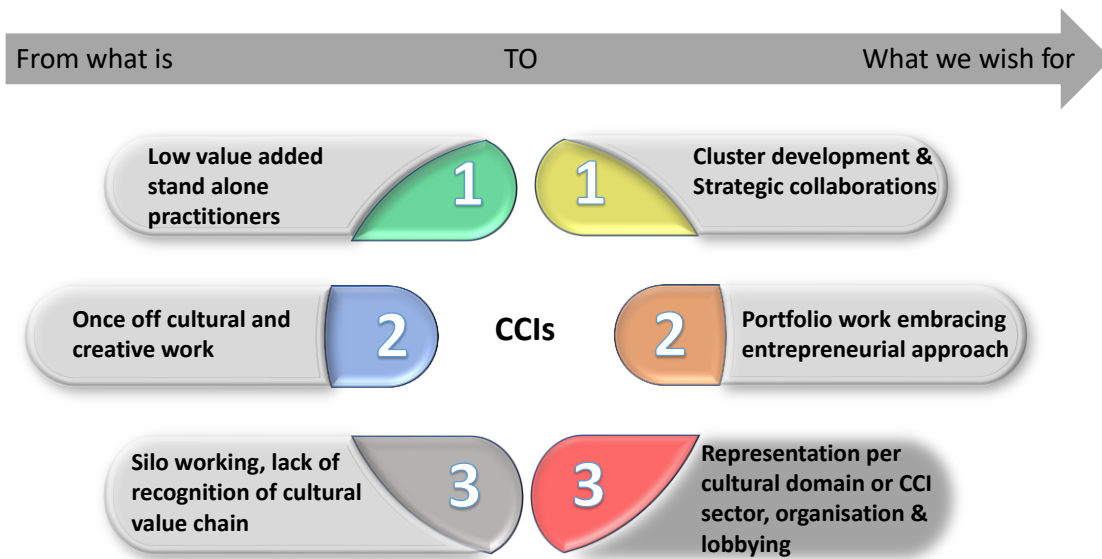 From what is TO What we wish for
Low value added
stand alone
practitioners
1
1
Cluster development &
Strategic collaborations
Once off cultural and
creative work
2
CCIs
2
Portfolio work embracing
entrepreneurial approach
Silo working, lack of
recognition of cultural
value chain
3
3
Representation per
cultural domain or CCI
sector, organisation &
lobbying